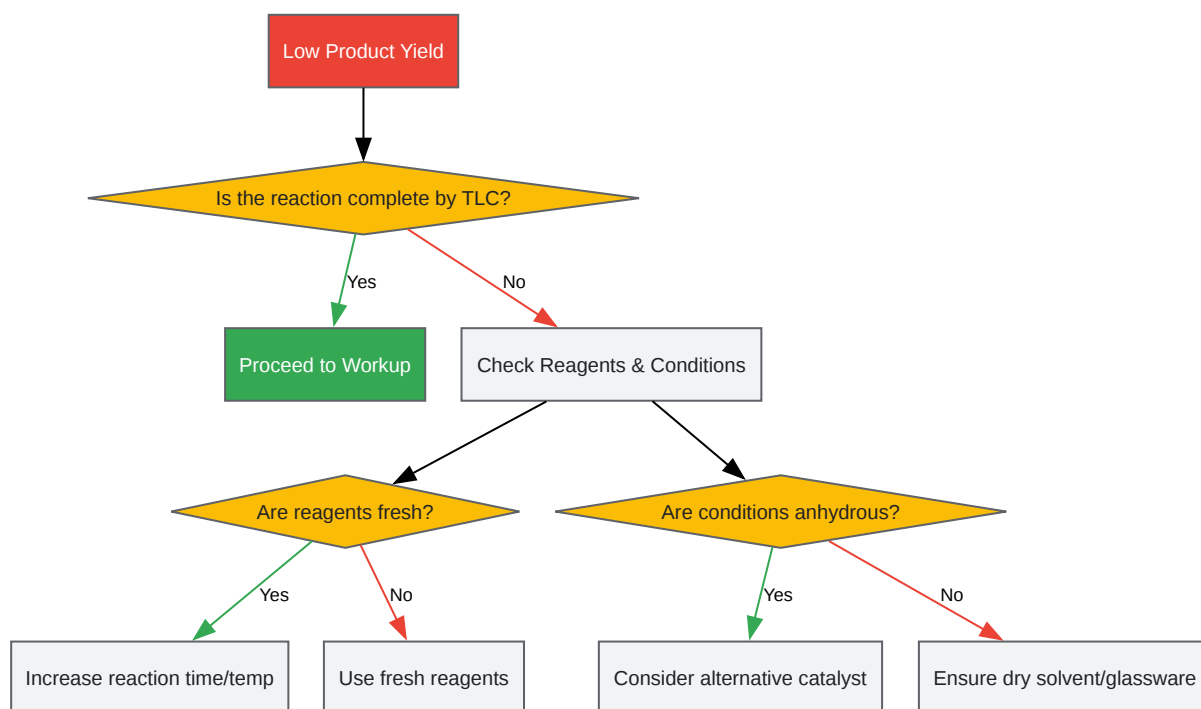 Low Product Yield
Is the reaction complete by TLC?
Yes
No
Proceed to Workup
Check Reagents & Conditions
Are reagents fresh?
Are conditions anhydrous?
Yes
No
Yes
No
Increase reaction time/temp
Use fresh reagents
Consider alternative catalyst
Ensure dry solvent/glassware